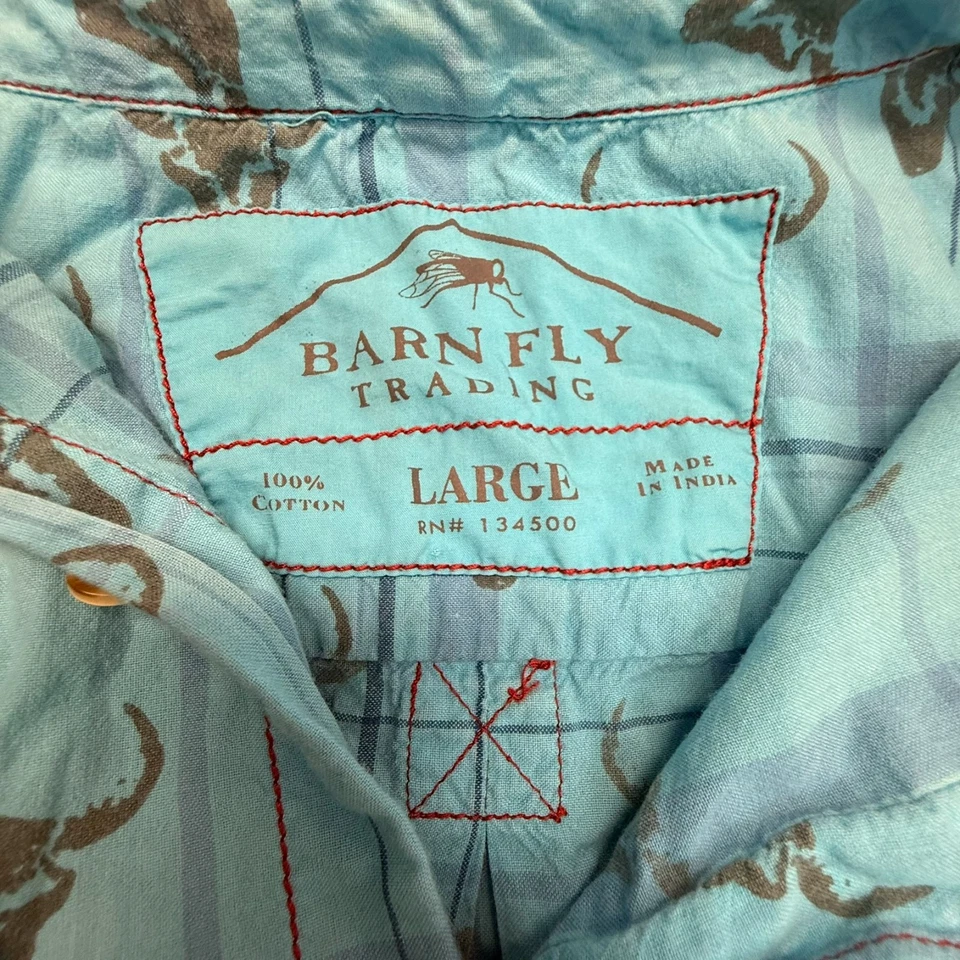 BARN FLY
TRADING
100%
COTTON
LARGE
RN# 134500
MADE
IN INDIA